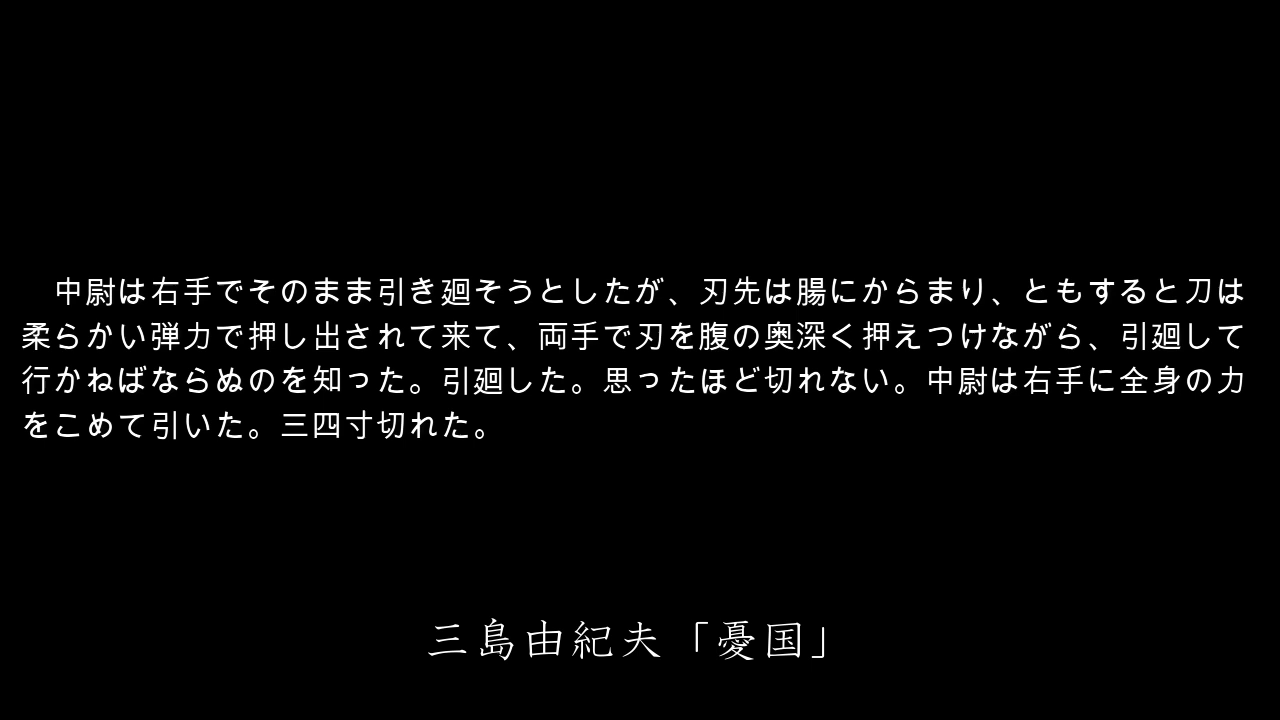 中尉は右手でそのまま引き廻そうとしたが、刃先は腸にからまり、ともすると刀は
柔らかい弾力で押し出されて来て、両手で刃を腹の奥深く押えつけながら、引廻して
行かねばならぬのを知った。引廻した。思ったほど切れない。中尉は右手に全身の力
をこめて引いた。三四寸切れた。
三島由紀夫「憂国」